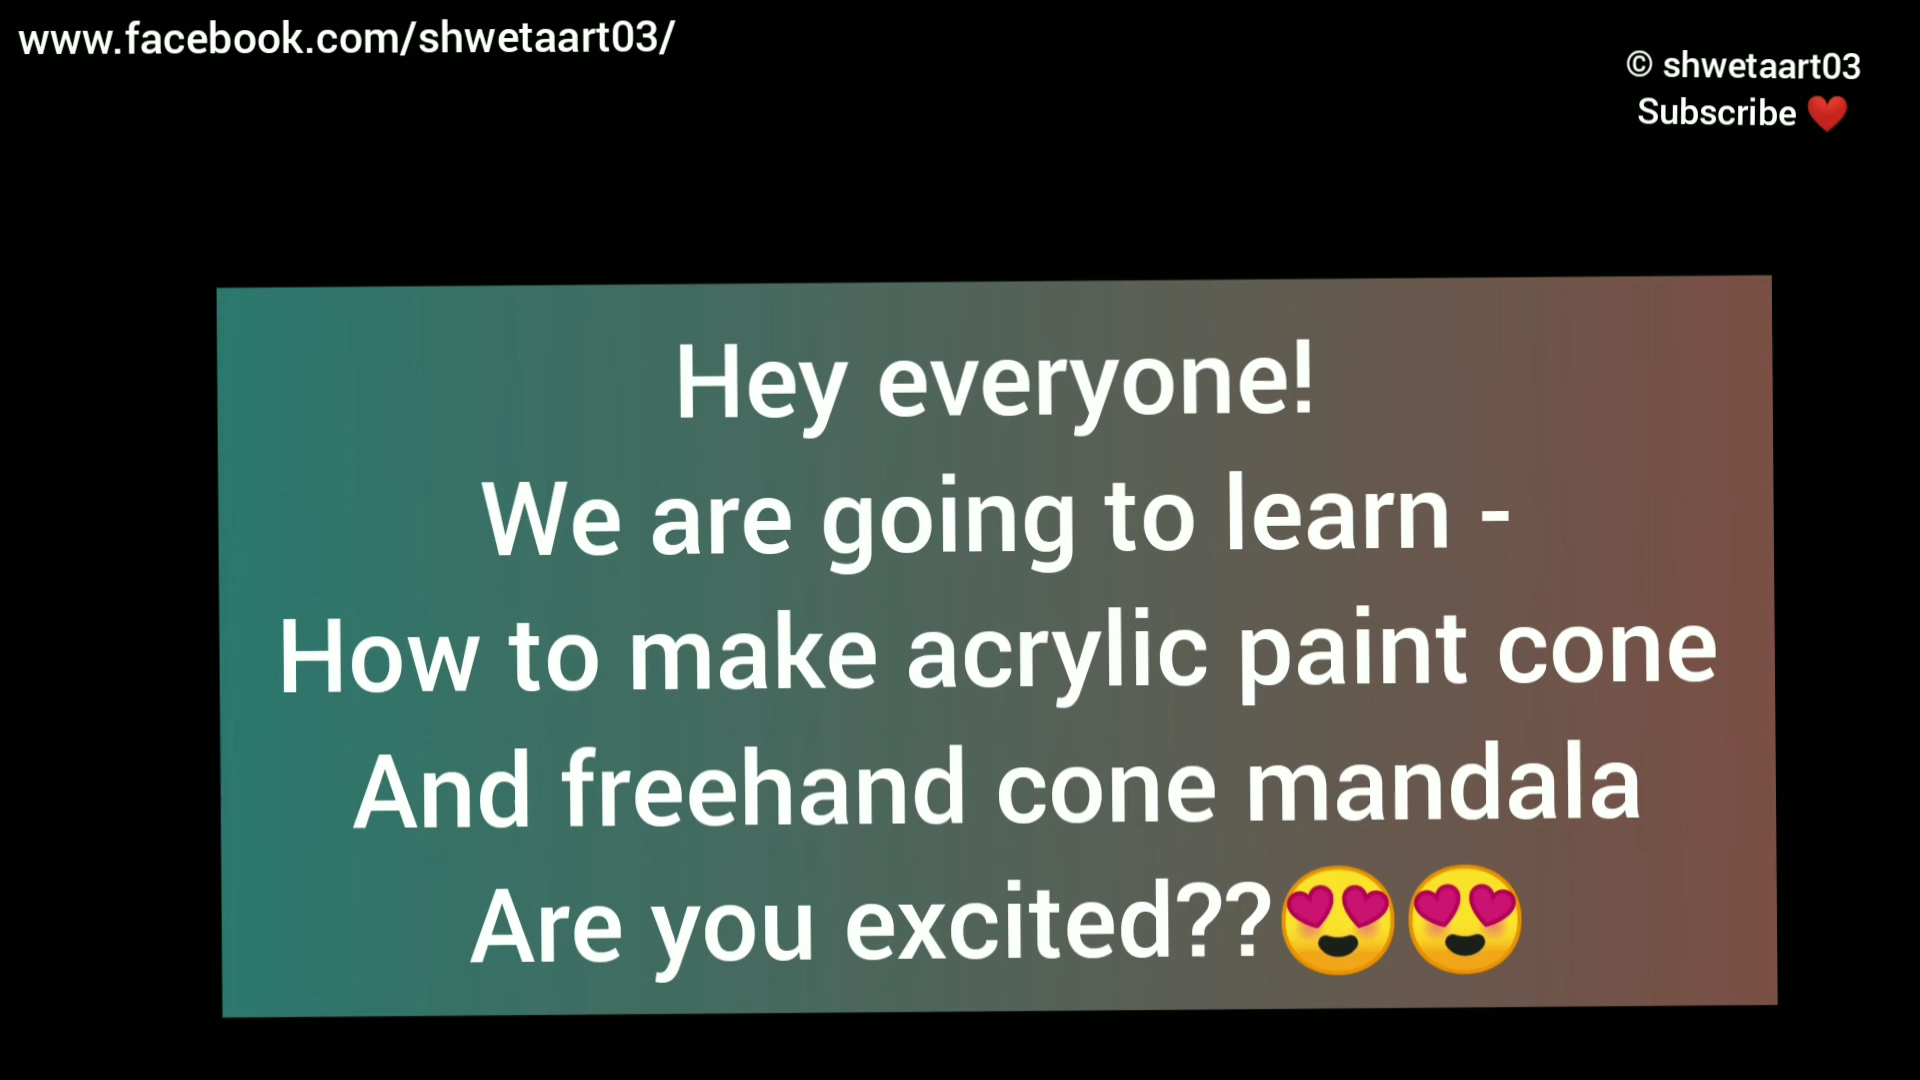 www.facebook.com/shwetaart03/
© shwetaart03
Subscribe ❤️
Hey everyone!
We are going to learn -
How to make acrylic paint cone
And freehand cone mandala
Are you excited??😍😍